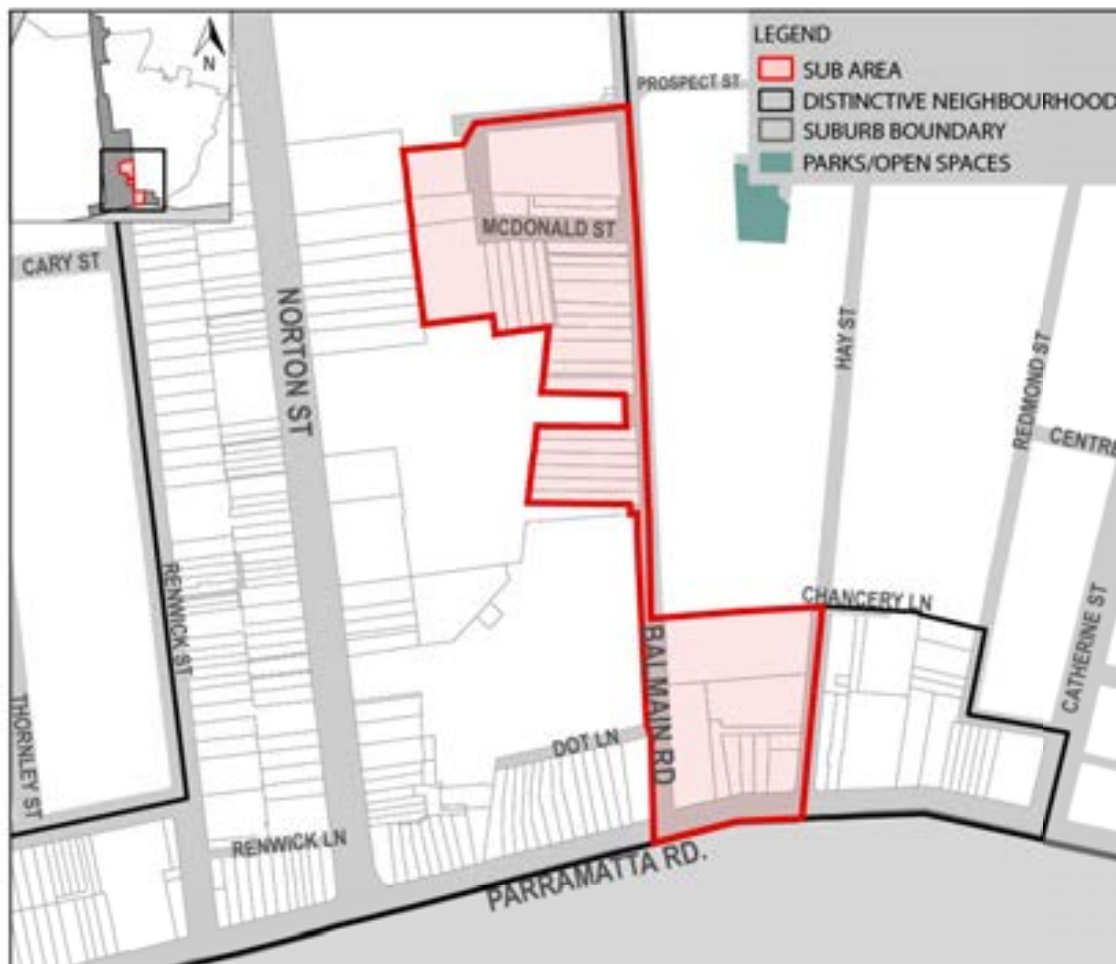 N
LEGEND
SUB AREA
DISTINCTIVE NEIGHBOURHOOD
SUBURB BOUNDARY
PARKS/OPEN SPACES
PROSPECT ST
MCDONALD ST
CARY ST
NORTON ST
HAY ST
REDMOND ST
CENTRE
RENWICK ST
CHANCERY LN
CATHERINE ST
THORNLEY ST
BALMAIN RD
DOT LN
RENWICK LN
PARRAMATTA RD.